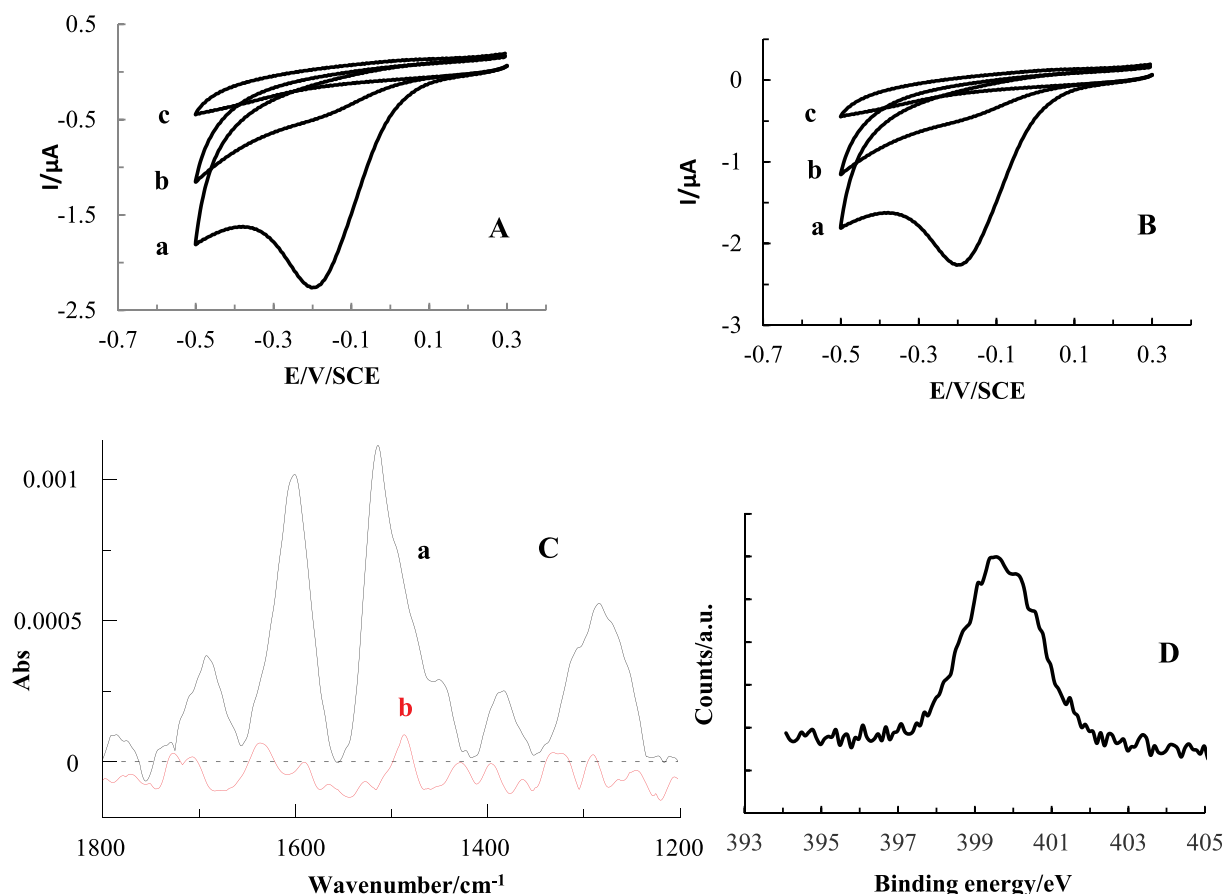 0.5
-0.5
-1.5
-2.5
I/µA
c
b
a
A
-0.7
-0.5
-0.3
-0.1
0.1
0.3
E/V/SCE
0
-1
-2
-3
I/µA
c
b
a
B
-0.7
-0.5
-0.3
-0.1
0.1
0.3
E/V/SCE
0.001
0.0005
0
Abs
a
b
C
1800
1600
1400
1200
Wavenumber/cm⁻¹
Counts/a.u.
D
393
395
397
399
401
403
405
Binding energy/eV